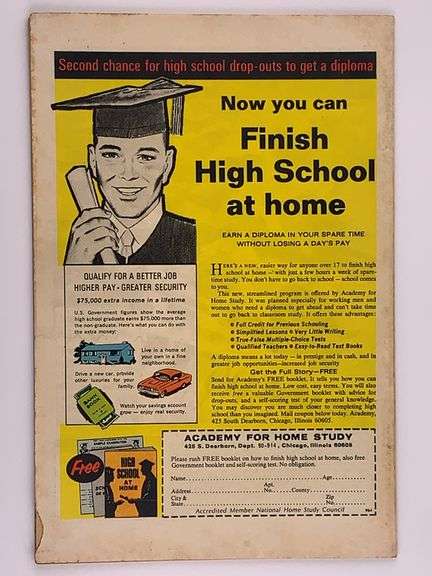 Second chance for high school drop-outs to get a diploma
Now you can
Finish
High School
at home
EARN A DIPLOMA IN YOUR SPARE TIME
WITHOUT LOSING A DAY'S PAY
QUALIFY FOR A BETTER JOB
HIGHER PAY - GREATER SECURITY
$75,000 extra income in a lifetime
U.S. Government figures show the average
high school graduate earns $75,000 more than
the non-graduate. Here's what you can do with
the extra money:
Live in a home of
your own in a fine
neighborhood.
Drive a new car, provide
other luxuries for your
family.
Watch your savings account
grow — enjoy real security.
HERE'S A NEW, easier way for anyone over 17 to finish high
school at home — with just a few hours a week of spare-
time study. You don't have to go back to school — school comes
to you.
This new, streamlined program is offered by Academy for
Home Study. It was planned especially for working men and
women who need a diploma to get ahead and can't take time
out to go back to classroom study. It offers these advantages:
• Full Credit for Previous Schooling
• Simplified Lessons • Very Little Writing
• True-False Multiple-Choice Tests
• Qualified Teachers • Easy-to-Read Text Books
A diploma means a lot today — in prestige and in cash, and in
greater job opportunities—increased job security.
Get the Full Story—FREE
Send for Academy's FREE booklet. It tells you how you can
finish high school at home. Low cost, easy terms. You will
also receive free a valuable Government booklet with advice for
drop-outs, and a self-scoring test of your general knowledge.
You may discover you are much closer to completing high
school than you imagined. Mail coupon below today. Academy,
425 South Dearborn, Chicago, Illinois 60605.
Free
HIGH
SCHOOL
AT
HOME
ACADEMY FOR HOME STUDY
425 S. Dearborn, Dept. 50-914, Chicago, Illinois 60605
Please rush FREE booklet on how to finish high school at home, also free
Government booklet and self-scoring test. No obligation.
Name Age
Apt.
Address No. County
City & Zip
State No.
Accredited Member National Home Study Council